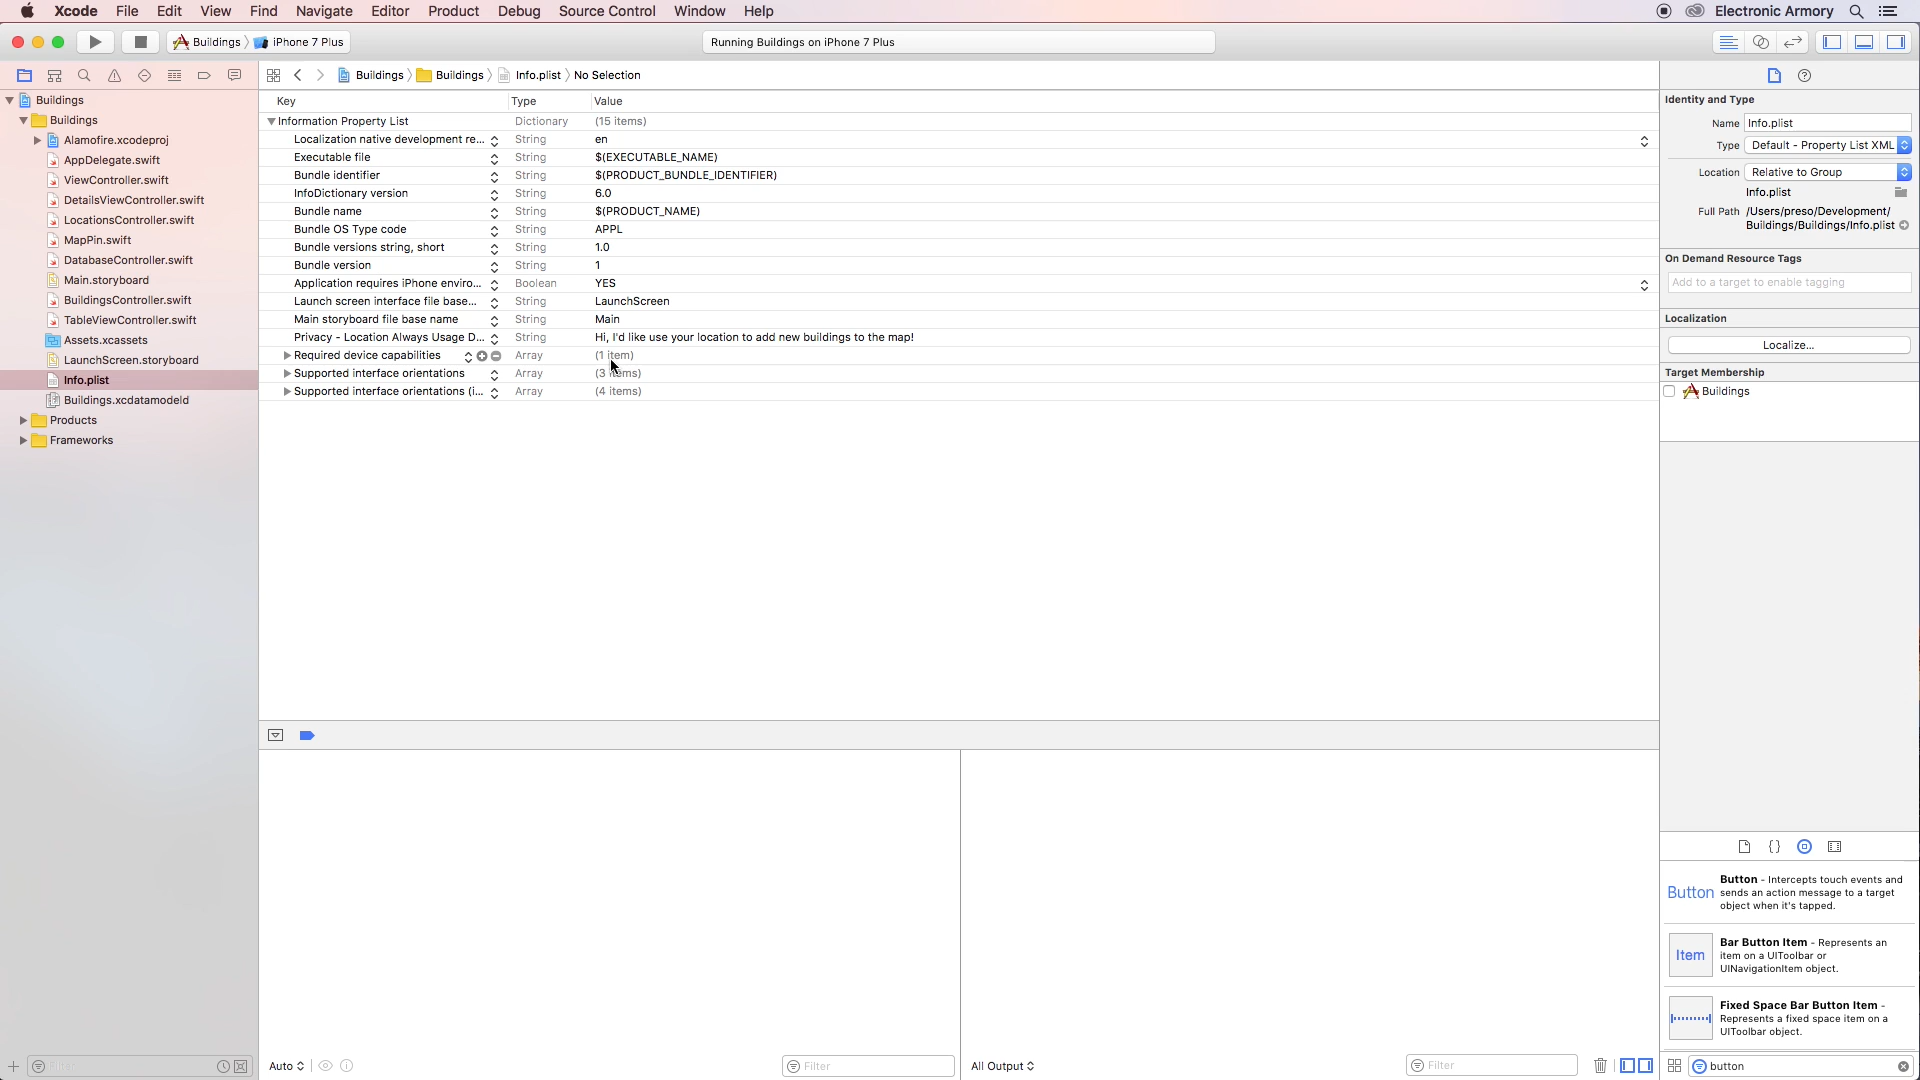 Xcode File Edit View Find Navigate Editor Product Debug Source Control Window Help Electronic Armory
Buildings iPhone 7 Plus Running Buildings on iPhone 7 Plus
Buildings Buildings Info.plist No Selection
Buildings
Buildings
Alamofire.xcodeproj
AppDelegate.swift
ViewController.swift
DetailsViewController.swift
LocationsController.swift
MapPin.swift
DatabaseController.swift
Main.storyboard
BuildingsController.swift
TableViewController.swift
Assets.xcassets
LaunchScreen.storyboard
Info.plist
Buildings.xcdatamodeld
Products
Frameworks
Key Type Value
Information Property List Dictionary (15 items)
Localization native development re... String en
Executable file String $(EXECUTABLE_NAME)
Bundle identifier String $(PRODUCT_BUNDLE_IDENTIFIER)
InfoDictionary version String 6.0
Bundle name String $(PRODUCT_NAME)
Bundle OS Type code String APPL
Bundle versions string, short String 1.0
Bundle version String 1
Application requires iPhone enviro... Boolean YES
Launch screen interface file base... String LaunchScreen
Main storyboard file base name String Main
Privacy - Location Always Usage D... String Hi, I'd like use your location to add new buildings to the map!
Required device capabilities Array (1 item)
Supported interface orientations Array (3 items)
Supported interface orientations (i... Array (4 items)
Identity and Type
Name Info.plist
Type Default - Property List XML
Location Relative to Group
Info.plist
Full Path /Users/preso/Development/
Buildings/Buildings/Info.plist
On Demand Resource Tags
Add to a target to enable tagging
Localization
Localize...
Target Membership
Buildings
Button Button - Intercepts touch events and
sends an action message to a target
object when it's tapped.
Item Bar Button Item - Represents an
item on a UIToolbar or
UINavigationItem object.
Fixed Space Bar Button Item -
Represents a fixed space item on a
UIToolbar object.
Filter Auto Filter All Output Filter button